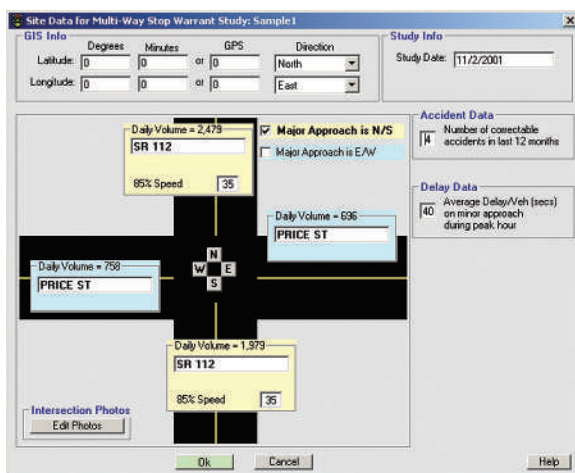 Site Data for Multi-Way Stop Warrant Study: Sample1
GIS Info
Degrees Minutes GPS Direction
Latitude: 0 0 or 0 North
Longitude: 0 0 or 0 East
Study Info
Study Date: 11/2/2001
Daily Volume = 2,479
SR 112
85% Speed 35
Major Approach is N/S
Major Approach is E/W
Accident Data
4 Number of correctable
accidents in last 12 months
Delay Data
40 Average Delay/Veh (secs)
on minor approach
during peak hour
Daily Volume = 696
PRICE ST
N
W E
S
Daily Volume = 758
PRICE ST
Daily Volume = 1,979
SR 112
85% Speed 35
Intersection Photos
Edit Photos
Ok Cancel Help